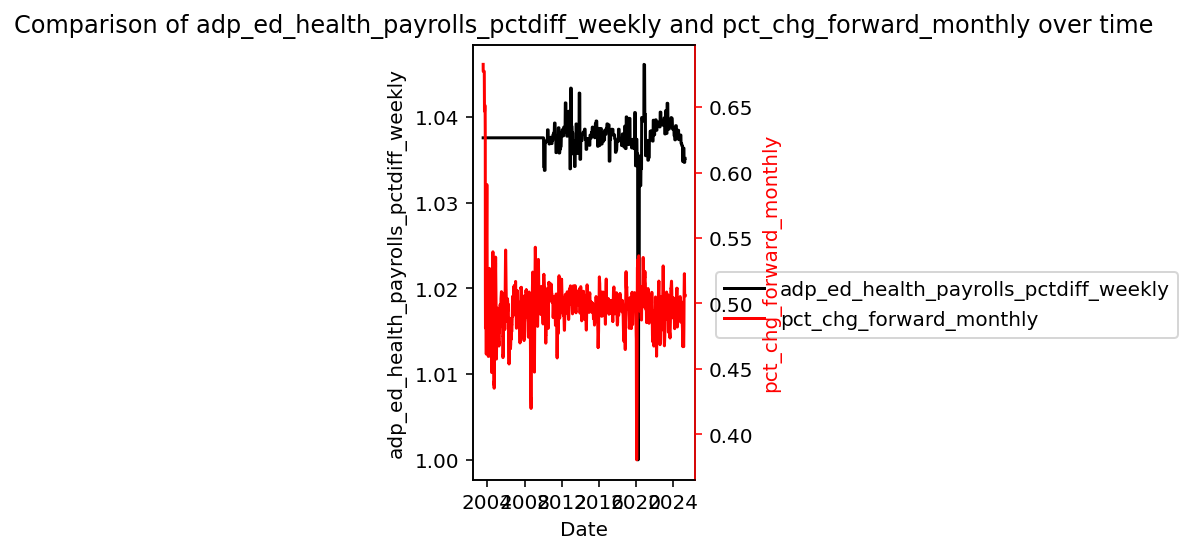 Comparison of adp_ed_health_payrolls_pctdiff_weekly and pct_chg_forward_monthly over time
adp_ed_health_payrolls_pctdiff_weekly
1.04
1.03
1.02
1.01
1.00
0.65
0.60
0.55
0.50
0.45
0.40
pct_chg_forward_monthly
adp_ed_health_payrolls_pctdiff_weekly
pct_chg_forward_monthly
2004 2008 2012 2016 2020 2024
Date